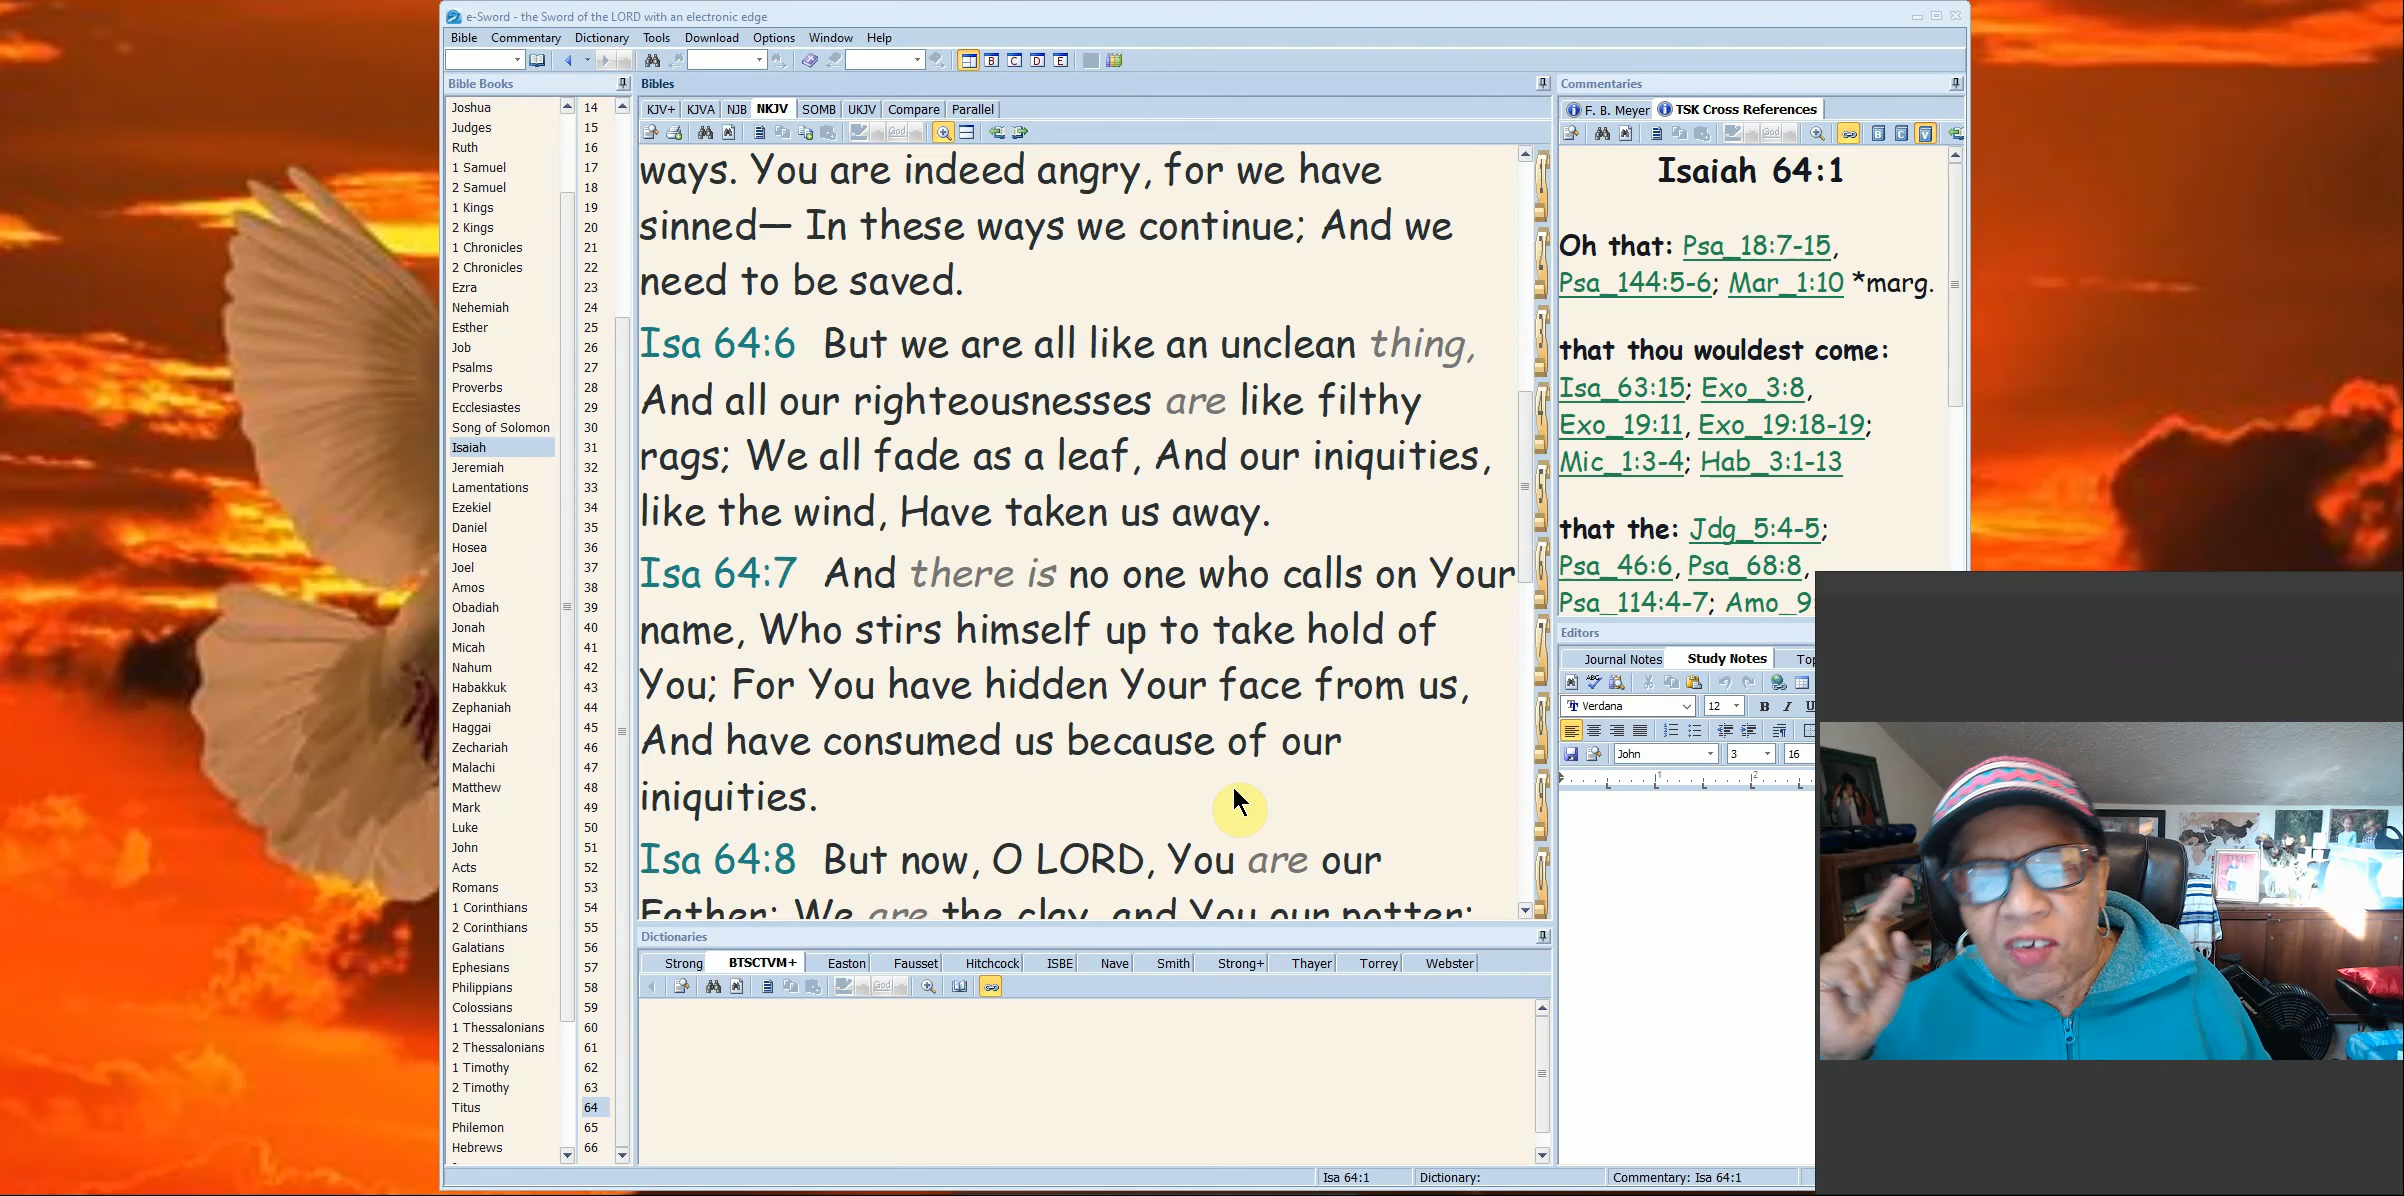 e-Sword - the Sword of the LORD with an electronic edge
Bible Commentary Dictionary Tools Download Options Window Help
B C D E
Bible Books
Joshua
Judges
Ruth
1 Samuel
2 Samuel
1 Kings
2 Kings
1 Chronicles
2 Chronicles
Ezra
Nehemiah
Esther
Job
Psalms
Proverbs
Ecclesiastes
Song of Solomon
Isaiah
Jeremiah
Lamentations
Ezekiel
Daniel
Hosea
Joel
Amos
Obadiah
Jonah
Micah
Nahum
Habakkuk
Zephaniah
Haggai
Zechariah
Malachi
Matthew
Mark
Luke
John
Acts
Romans
1 Corinthians
2 Corinthians
Galatians
Ephesians
Philippians
Colossians
1 Thessalonians
2 Thessalonians
1 Timothy
2 Timothy
Titus
Philemon
Hebrews
14
15
16
17
18
19
20
21
22
23
24
25
26
27
28
29
30
31
32
33
34
35
36
37
38
39
40
41
42
43
44
45
46
47
48
49
50
51
52
53
54
55
56
57
58
59
60
61
62
63
64
65
66
Bibles
KJV+ KJVA NJB NKJV SOMB UKJV Compare Parallel
God
ways. You are indeed angry, for we have
sinned— In these ways we continue; And we
need to be saved.
Isa 64:6 But we are all like an unclean thing,
And all our righteousnesses are like filthy
rags; We all fade as a leaf, And our iniquities,
like the wind, Have taken us away.
Isa 64:7 And there is no one who calls on Your
name, Who stirs himself up to take hold of
You; For You have hidden Your face from us,
And have consumed us because of our
iniquities.
Isa 64:8 But now, O LORD, You are our
Father; We are the clay, and You our potter;
Dictionaries
Strong BTSCTVM+ Easton Fausset Hitchcock ISBE Nave Smith Strong+ Thayer Torrey Webster
God
Commentaries
F. B. Meyer TSK Cross References
God B C V
Isaiah 64:1
Oh that: Psa_18:7-15,
Psa_144:5-6; Mar_1:10 *marg.
that thou wouldest come:
Isa_63:15; Exo_3:8,
Exo_19:11, Exo_19:18-19;
Mic_1:3-4; Hab_3:1-13
that the: Jdg_5:4-5;
Psa_46:6, Psa_68:8,
Psa_114:4-7; Amo_9
Editors
Journal Notes Study Notes Top
Verdana 12 B I U
John 3 16
1 2
Isa 64:1 Dictionary: Commentary: Isa 64:1